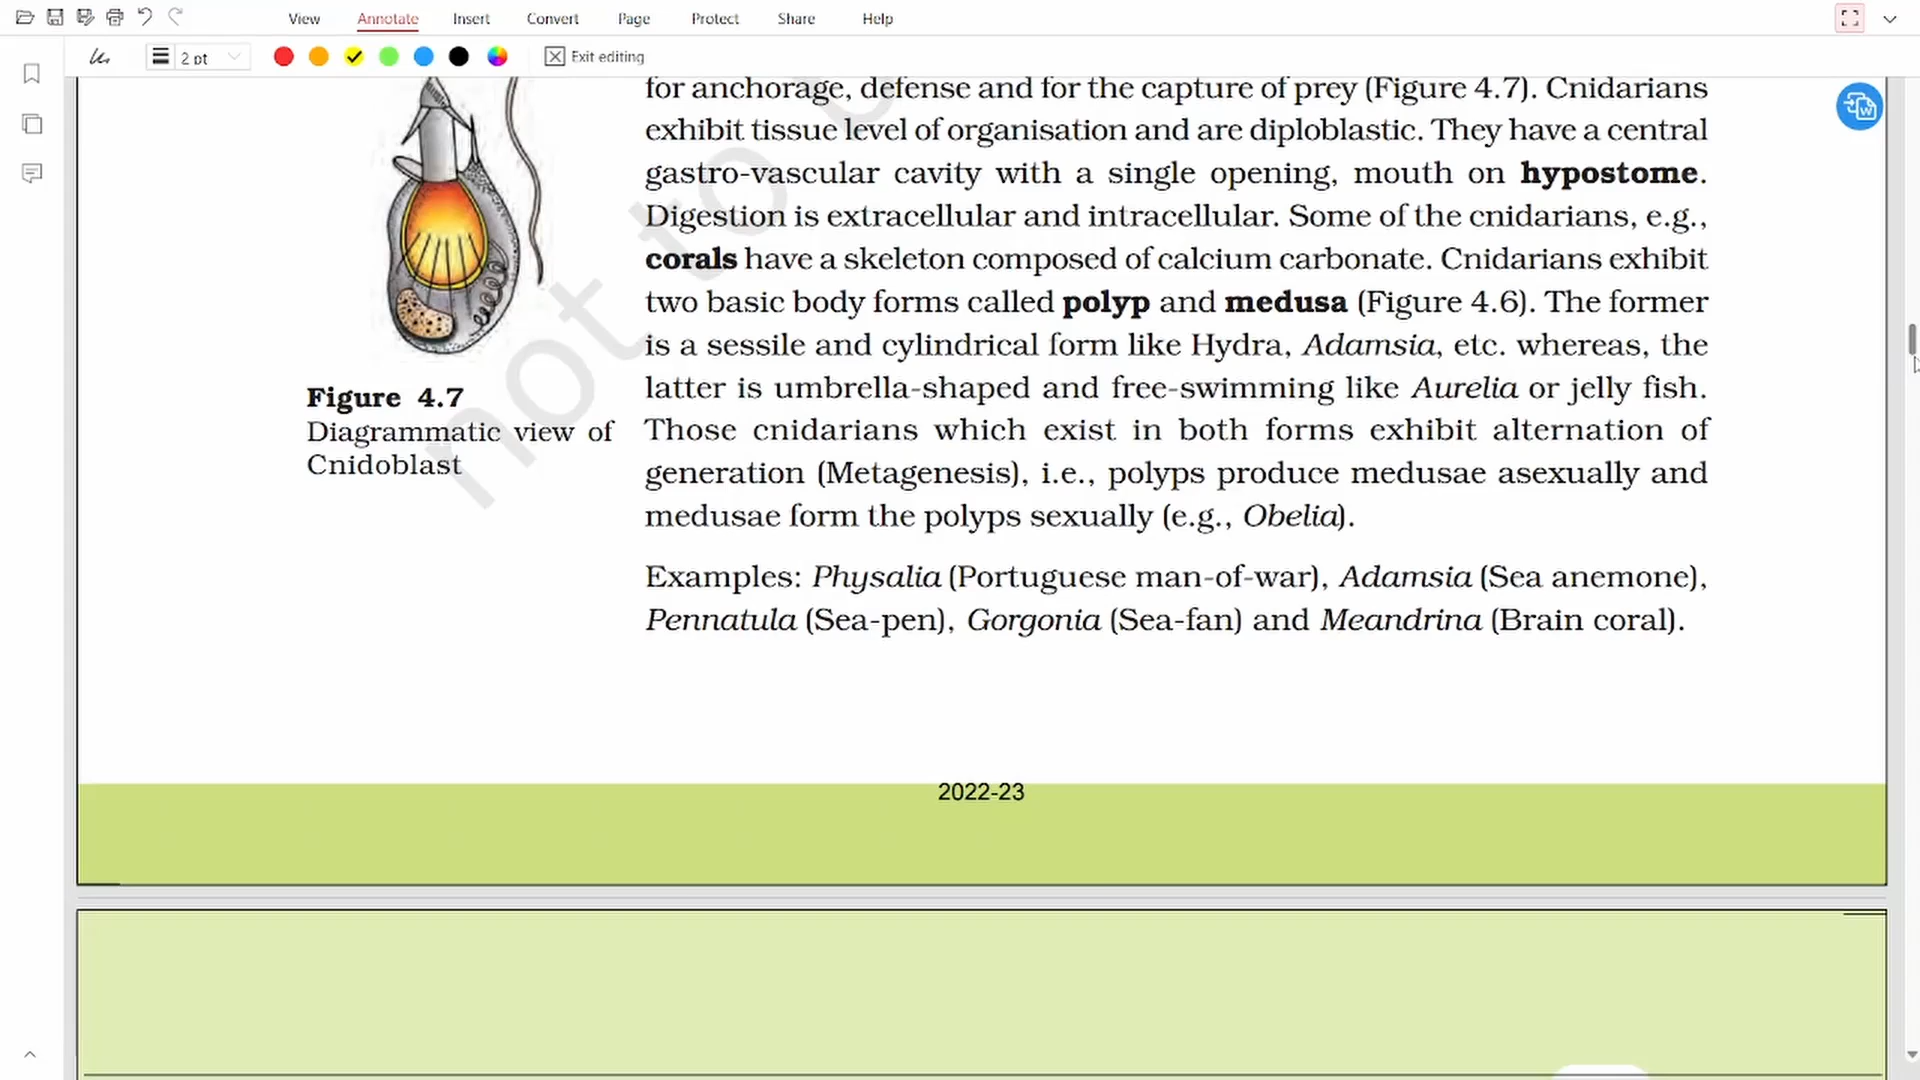 View Annotate Insert Convert Page Protect Share Help
2 pt Exit editing
for anchorage, defense and for the capture of prey (Figure 4.7). Cnidarians
exhibit tissue level of organisation and are diploblastic. They have a central
gastro-vascular cavity with a single opening, mouth on hypostome.
Digestion is extracellular and intracellular. Some of the cnidarians, e.g.,
corals have a skeleton composed of calcium carbonate. Cnidarians exhibit
two basic body forms called polyp and medusa (Figure 4.6). The former
is a sessile and cylindrical form like Hydra, Adamsia, etc. whereas, the
latter is umbrella-shaped and free-swimming like Aurelia or jelly fish.
Those cnidarians which exist in both forms exhibit alternation of
generation (Metagenesis), i.e., polyps produce medusae asexually and
medusae form the polyps sexually (e.g., Obelia).
Examples: Physalia (Portuguese man-of-war), Adamsia (Sea anemone),
Pennatula (Sea-pen), Gorgonia (Sea-fan) and Meandrina (Brain coral).
Figure 4.7
Diagrammatic view of
Cnidoblast
not to
2022-23